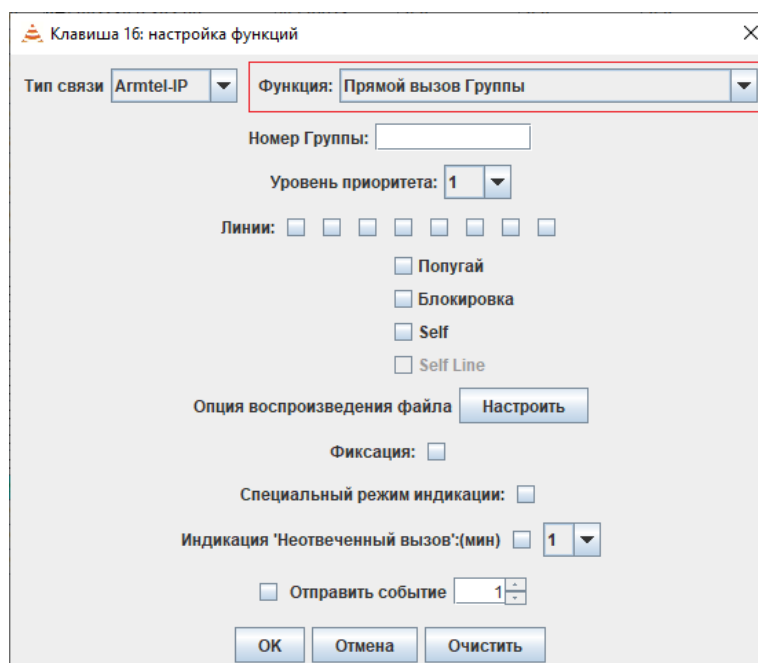 Клавиша 16: настройка функций
Тип связи Armtel-IP Функция: Прямой вызов Группы
Номер Группы:
Уровень приоритета: 1
Линии:
Попугай
Блокировка
Self
Self Line
Опция воспроизведения файла Настроить
Фиксация:
Специальный режим индикации:
Индикация 'Неотвеченный вызов':(мин) 1
Отправить событие 1
OK Отмена Очистить